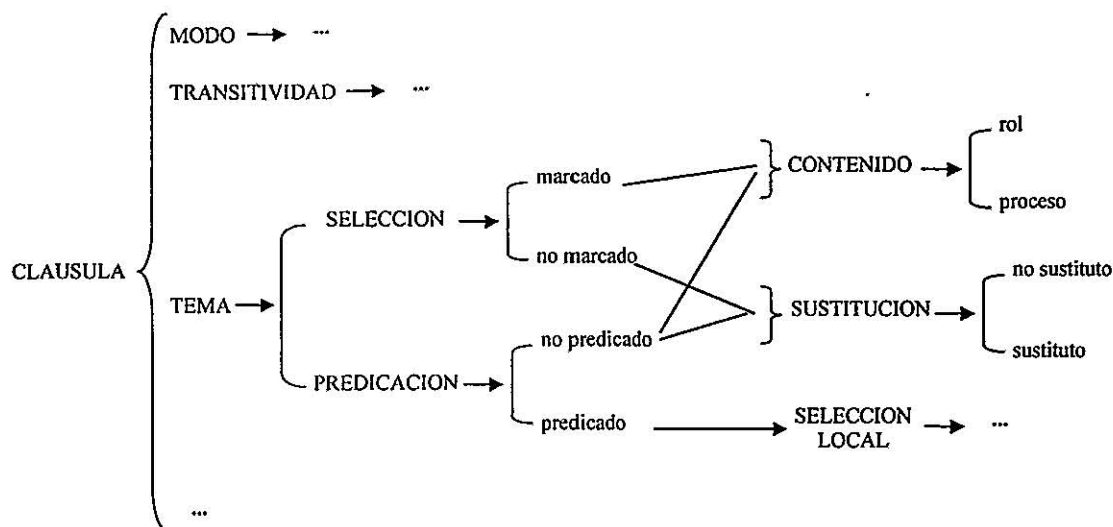 MODO ...
TRANSITIVIDAD ...
rol
CONTENIDO
marcado
proceso
SELECCION
no marcado
CLAUSULA
no sustituto
TEMA
SUSTITUCION
no predicado
sustituto
PREDICACION
predicado
SELECCION
LOCAL ...
...